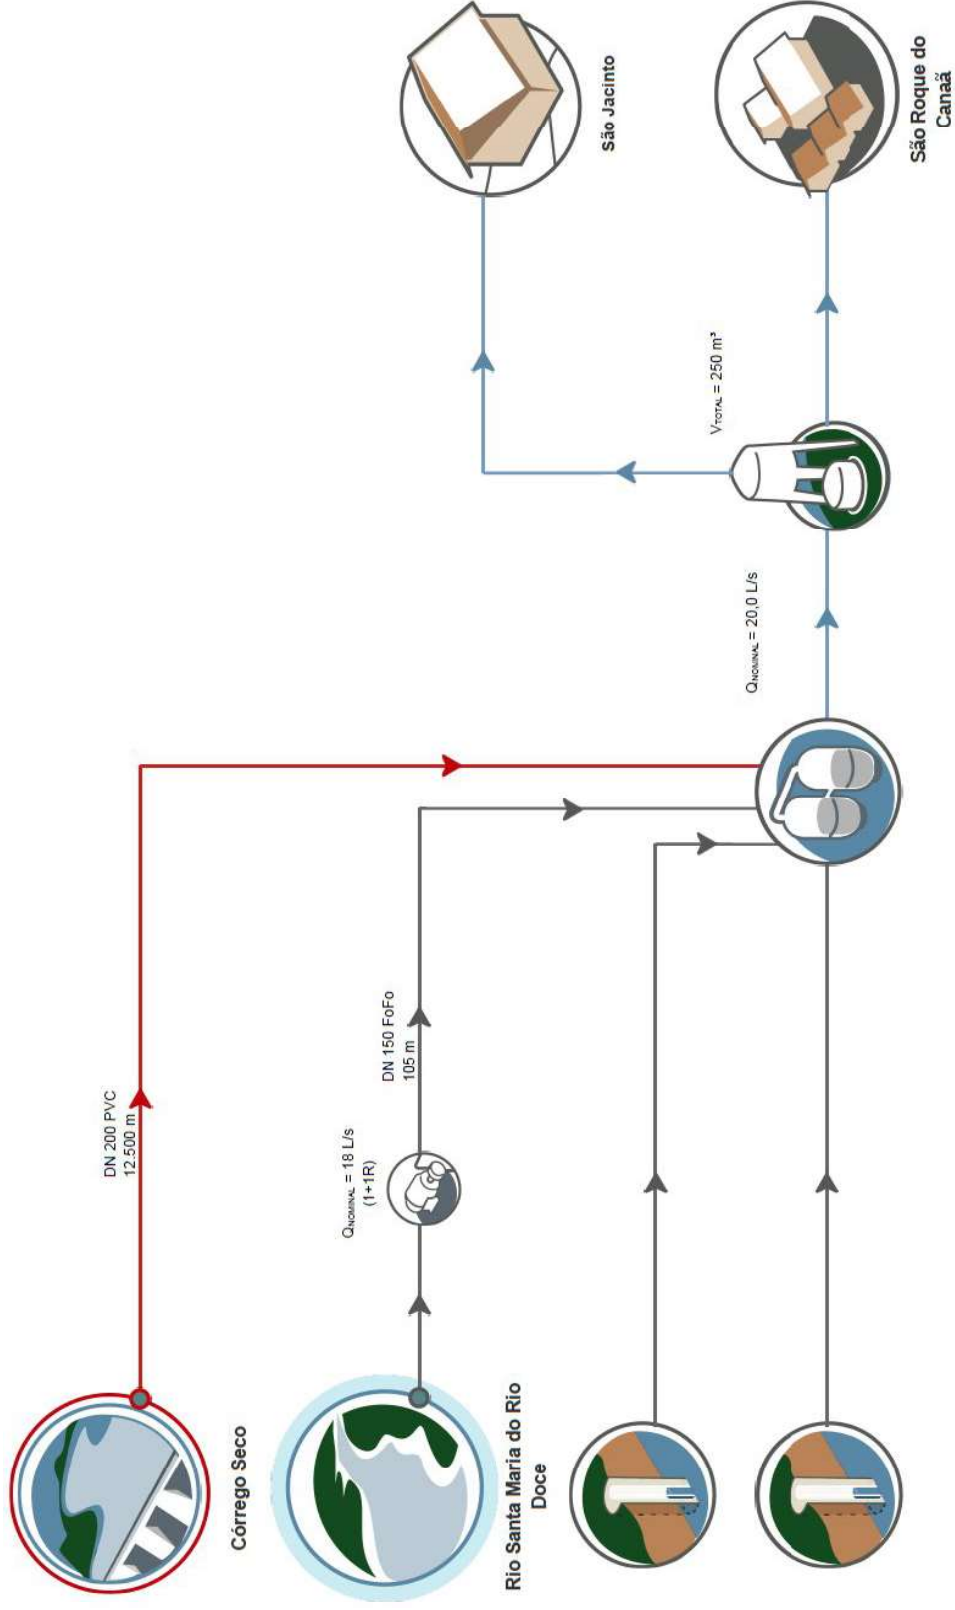 DN 200 PVC
12.500 m
Córrego Seco
QNOMINAL = 18 L/s
(1+1R)
DN 150 FoFo
105 m
Rio Santa Maria do Rio
Doce
QNOMINAL = 20,0 L/s
VTOTAL = 250 m³
São Jacinto
São Roque do
Canaã